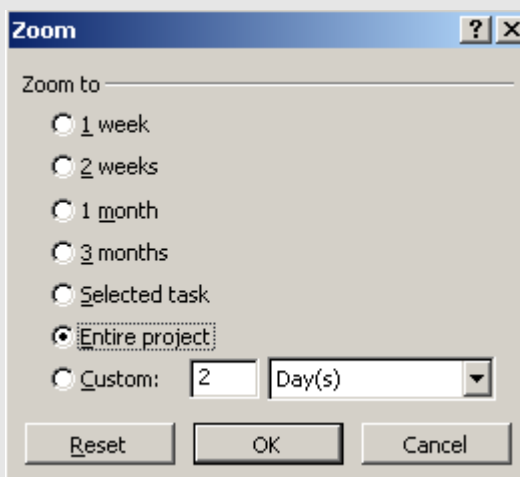 Zoom
Zoom to
1 week
2 weeks
1 month
3 months
Selected task
Entire project
Custom: 2 Day(s)
Reset OK Cancel